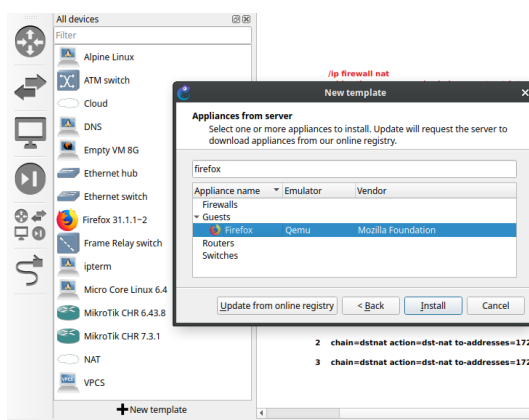 All devices
Filter
Alpine Linux
ATM switch
Cloud
DNS
Empty VM 8G
Ethernet hub
Ethernet switch
Firefox 31.1.1~2
Frame Relay switch
ipterm
Micro Core Linux 6.4
MikroTik CHR 6.43.8
MikroTik CHR 7.3.1
NAT
VPCS
New template
/ip firewall nat
New template
Appliances from server
Select one or more appliances to install. Update will request the server to
download appliances from our online registry.
firefox
Appliance name Emulator Vendor
Firewalls
Guests
Firefox Qemu Mozilla Foundation
Routers
Switches
Update from online registry < Back Install Cancel
2 chain=dstnat action=dst-nat to-addresses=172
3 chain=dstnat action=dst-nat to-addresses=172